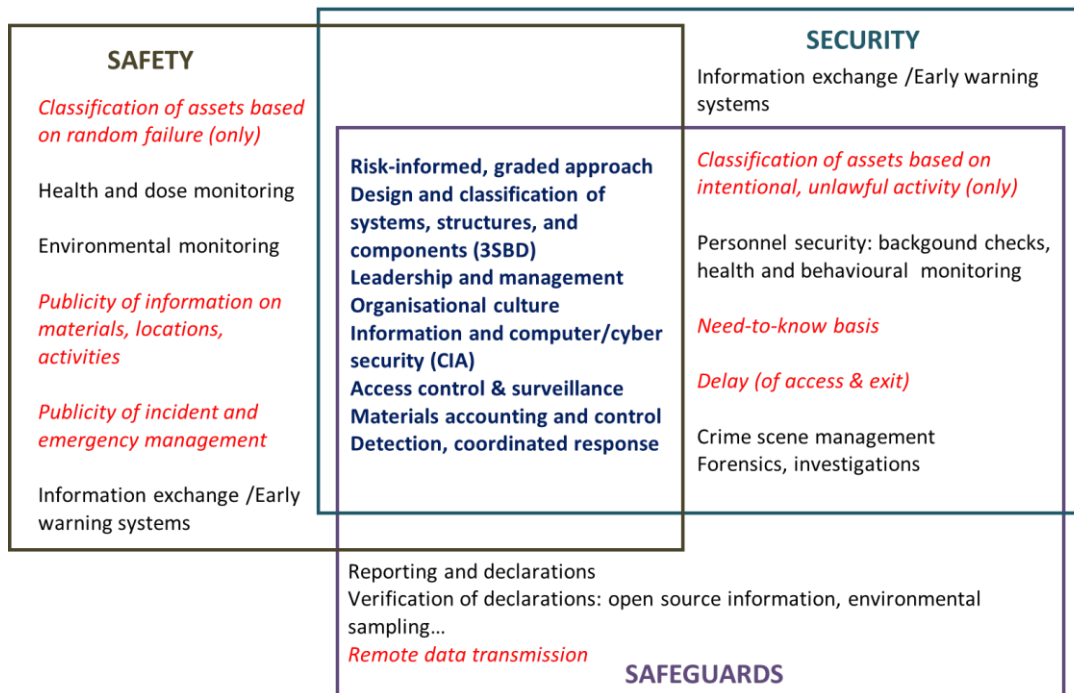 SAFETY
Classification of assets based
on random failure (only)
Health and dose monitoring
Environmental monitoring
Publicity of information on
materials, locations,
activities
Publicity of incident and
emergency management
Information exchange /Early
warning systems
Risk-informed, graded approach
Design and classification of
systems, structures, and
components (3SBD)
Leadership and management
Organisational culture
Information and computer/cyber
security (CIA)
Access control & surveillance
Materials accounting and control
Detection, coordinated response
SECURITY
Information exchange /Early warning
systems
Classification of assets based on
intentional, unlawful activity (only)
Personnel security: backgound checks,
health and behavioural monitoring
Need-to-know basis
Delay (of access & exit)
Crime scene management
Forensics, investigations
Reporting and declarations
Verification of declarations: open source information, environmental
sampling…
Remote data transmission
SAFEGUARDS